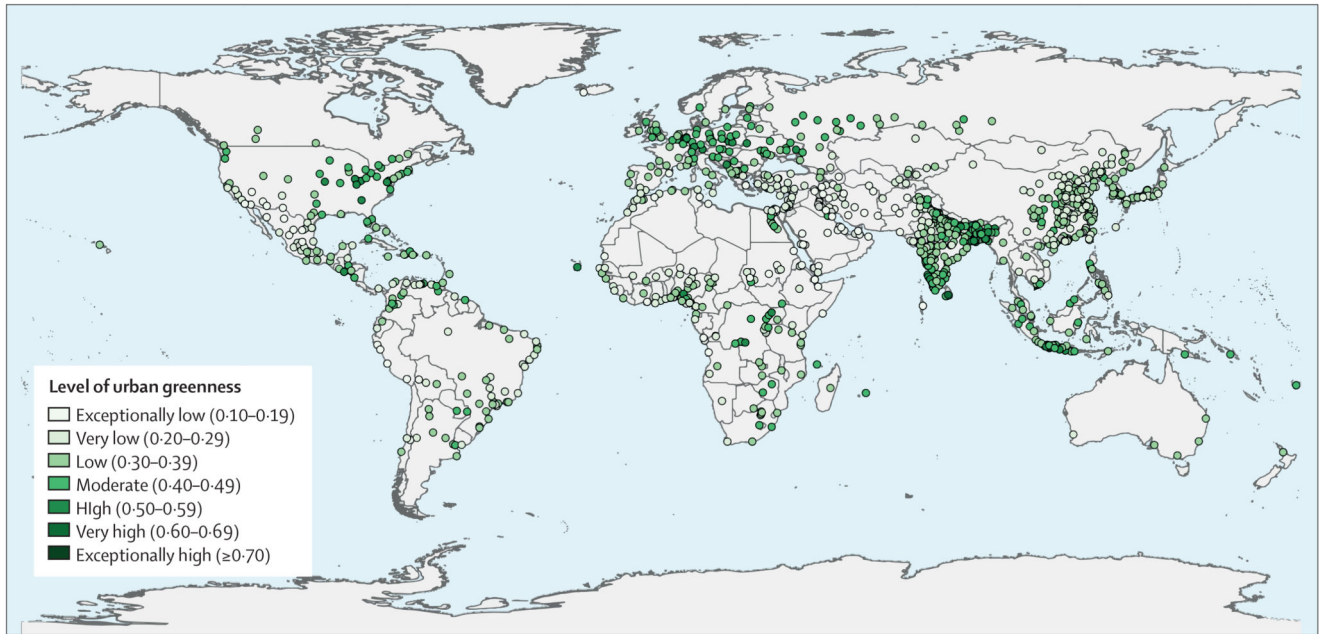 Level of urban greenness
Exceptionally low (0·10–0·19)
Very low (0·20–0·29)
Low (0·30–0·39)
Moderate (0·40–0·49)
HIgh (0·50–0·59)
Very high (0·60–0·69)
Exceptionally high (≥0·70)